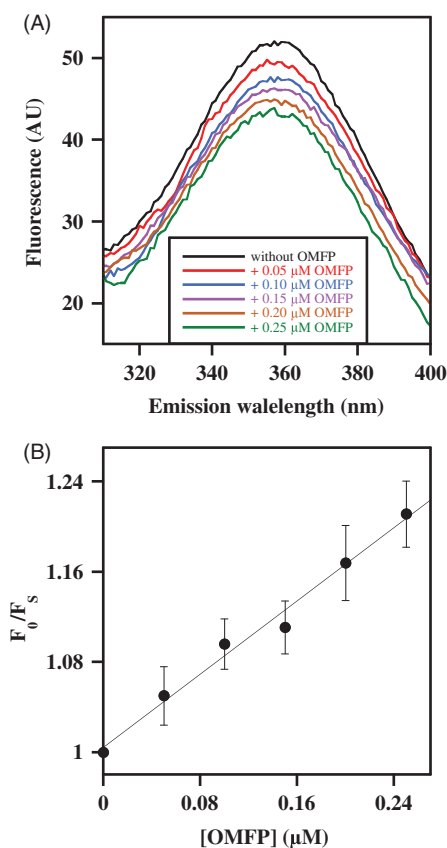 (A)
50
40
30
20
Fluorescence (AU)
without OMFP
+ 0.05 µM OMFP
+ 0.10 µM OMFP
+ 0.15 µM OMFP
+ 0.20 µM OMFP
+ 0.25 µM OMFP
320 340 360 380 400
Emission walelength (nm)
(B)
1.24
1.16
1.08
1
F0/FS
0 0.08 0.16 0.24
[OMFP] (µM)